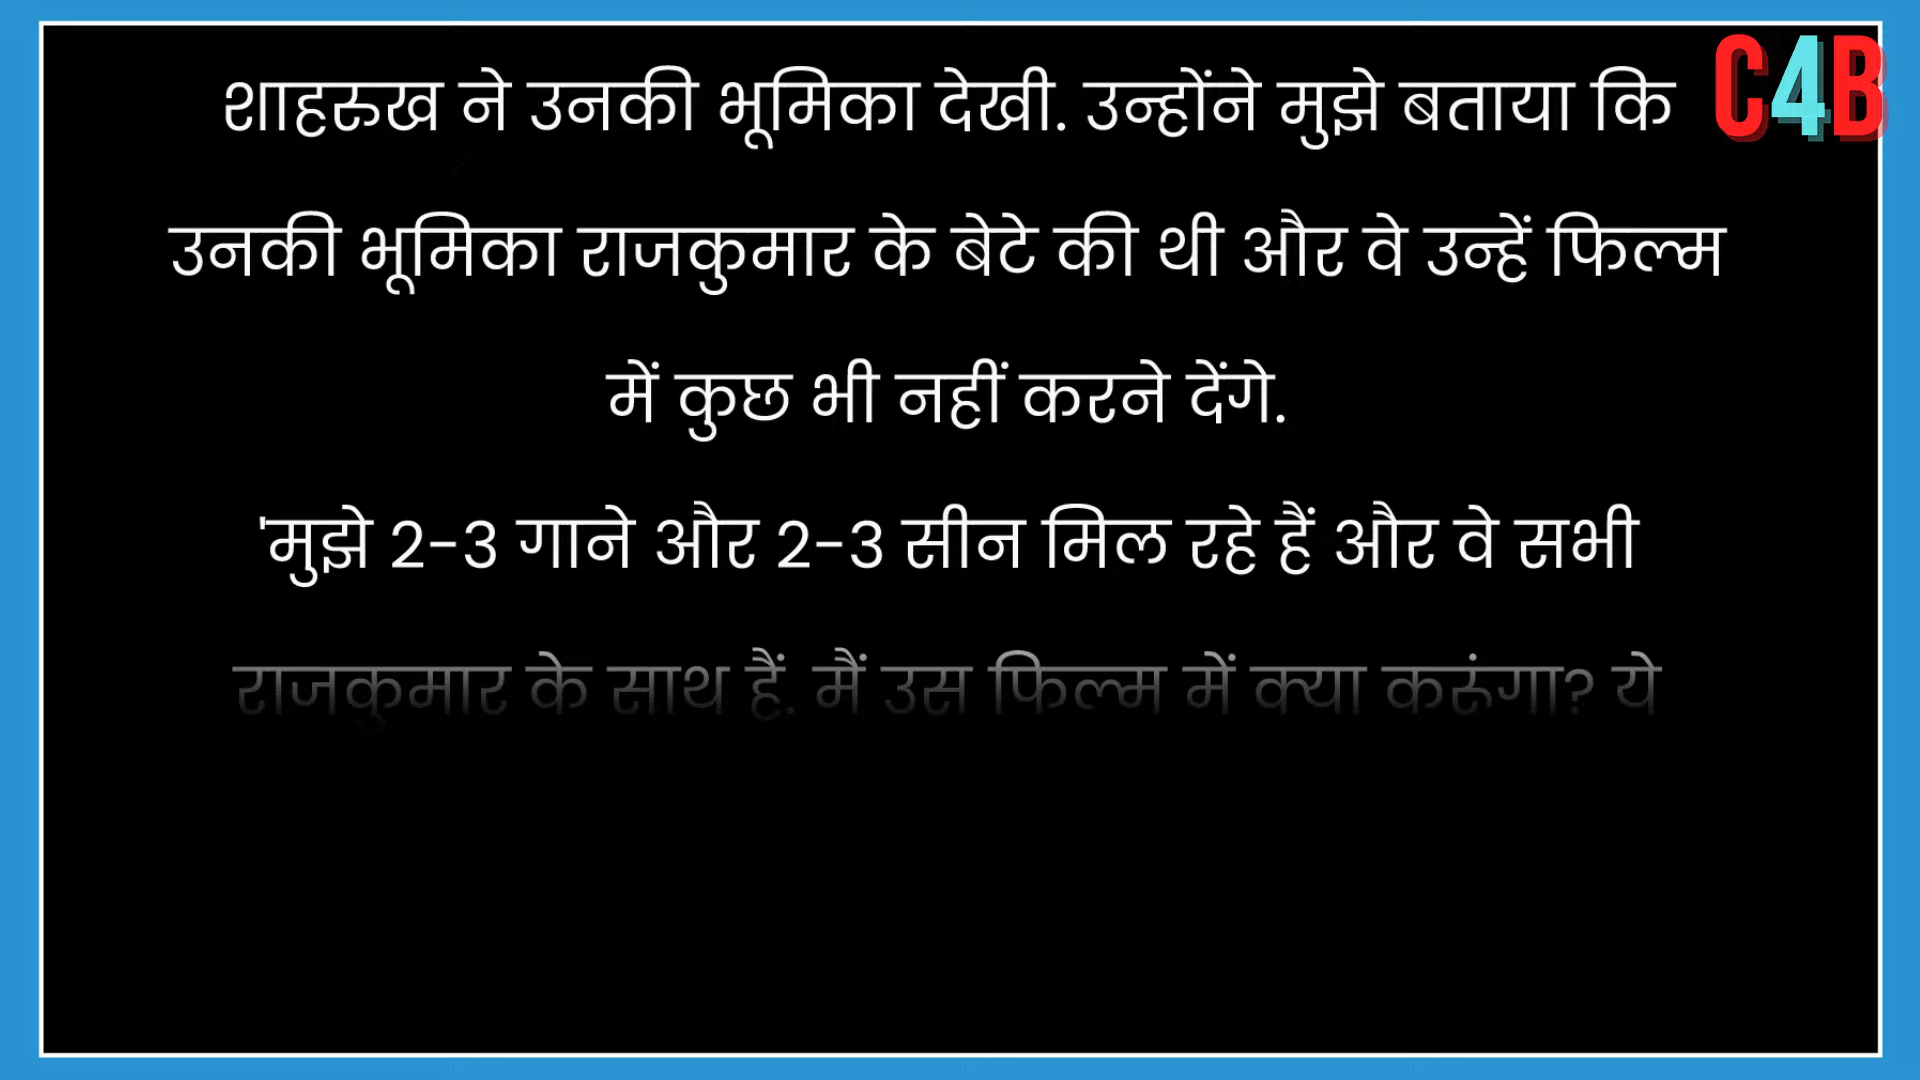 शाहरुख ने उनकी भूमिका देखी. उन्होंने मुझे बताया कि
C4B
उनकी भूमिका राजकुमार के बेटे की थी और वे उन्हें फिल्म
में कुछ भी नहीं करने देंगे.
'मुझे 2-3 गाने और 2-3 सीन मिल रहे हैं और वे सभी
राजकुमार के साथ हैं. मैं उस फिल्म में क्या करूंगा? ये